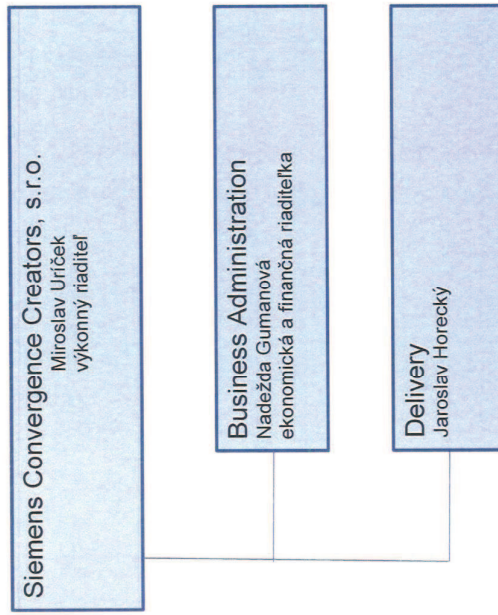 Siemens Convergence Creators, s.r.o.
Miroslav Uríček
výkonný riaditeľ
Business Administration
Nadežda Gumanová
ekonomická a finančná riaditeľka
Delivery
Jaroslav Horecký